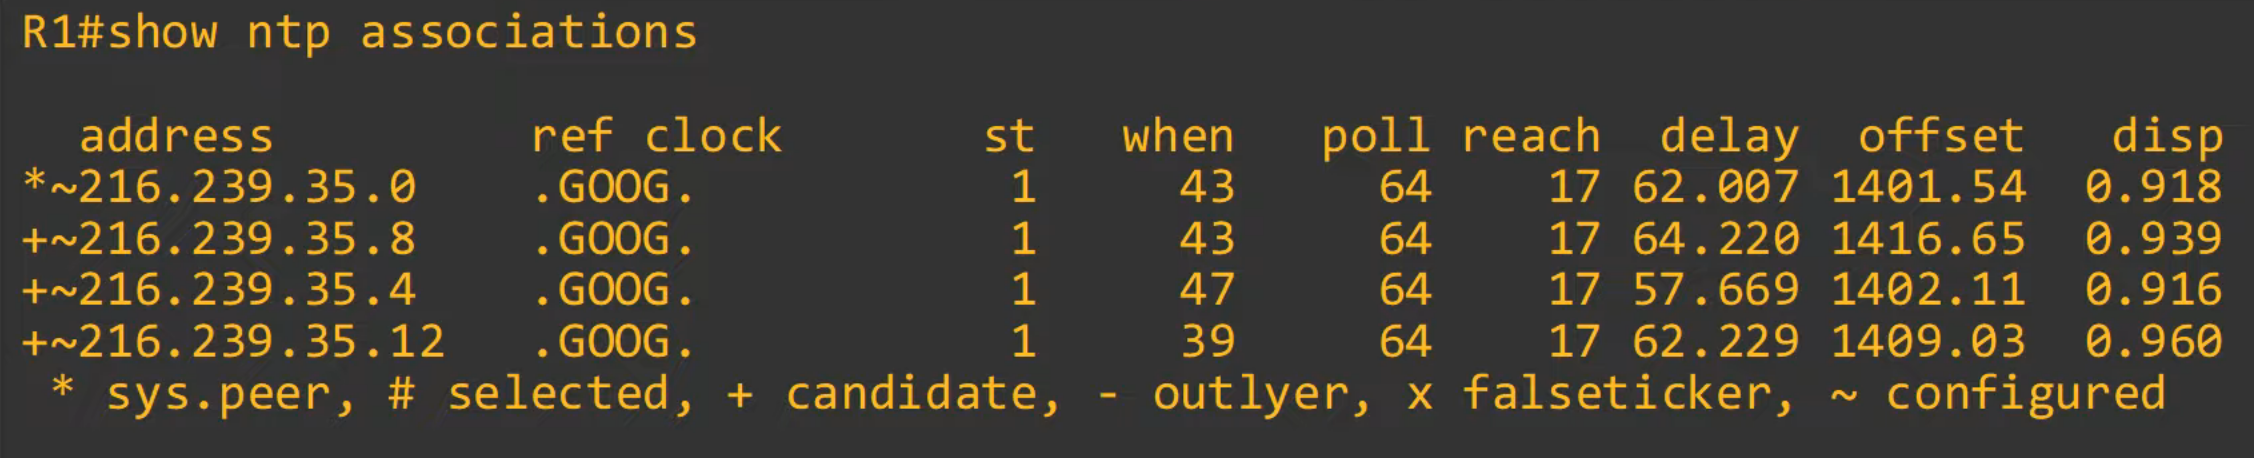 R1#show ntp associations
address ref clock st when poll reach delay offset disp
*~216.239.35.0 .GOOG. 1 43 64 17 62.007 1401.54 0.918
+~216.239.35.8 .GOOG. 1 43 64 17 64.220 1416.65 0.939
+~216.239.35.4 .GOOG. 1 47 64 17 57.669 1402.11 0.916
+~216.239.35.12 .GOOG. 1 39 64 17 62.229 1409.03 0.960
* sys.peer, # selected, + candidate, - outlyer, x falseticker, ~ configured